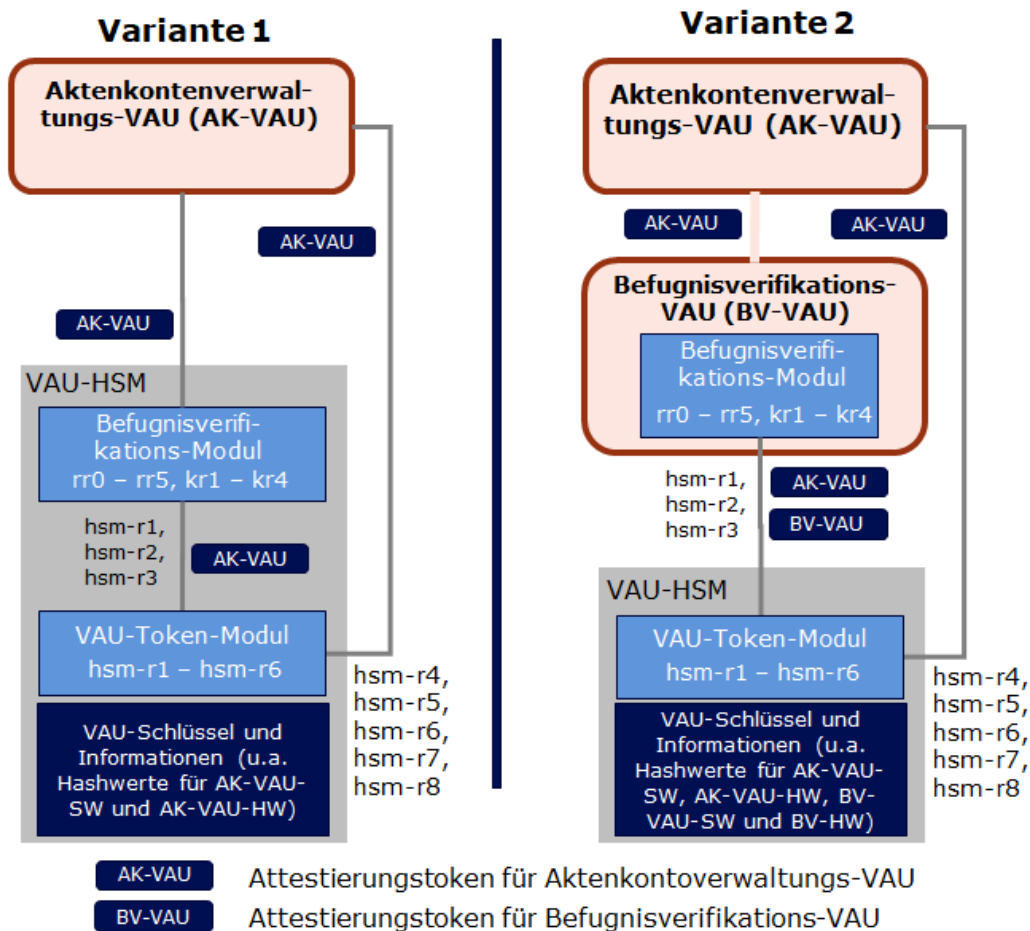 Variante 1
Aktenkontenverwal-
tungs-VAU (AK-VAU)
AK-VAU
AK-VAU
VAU-HSM
Befugnisverifi-
kations-Modul
rr0 – rr5, kr1 – kr4
hsm-r1,
hsm-r2,
hsm-r3
AK-VAU
VAU-Token-Modul
hsm-r1 – hsm-r6
hsm-r4,
hsm-r5,
hsm-r6,
hsm-r7,
hsm-r8
VAU-Schlüssel und
Informationen (u.a.
Hashwerte für AK-VAU-
SW und AK-VAU-HW)
Variante 2
Aktenkontenverwal-
tungs-VAU (AK-VAU)
AK-VAU
AK-VAU
Befugnisverifikations-
VAU (BV-VAU)
Befugnisverifi-
kations-Modul
rr0 – rr5, kr1 – kr4
hsm-r1,
hsm-r2,
hsm-r3
AK-VAU
BV-VAU
VAU-HSM
VAU-Token-Modul
hsm-r1 – hsm-r6
hsm-r4,
hsm-r5,
hsm-r6,
hsm-r7,
hsm-r8
VAU-Schlüssel und
Informationen (u.a.
Hashwerte für AK-VAU-
SW, AK-VAU-HW, BV-
VAU-SW und BV-HW)
AK-VAU Attestierungstoken für Aktenkontoverwaltungs-VAU
BV-VAU Attestierungstoken für Befugnisverifikations-VAU